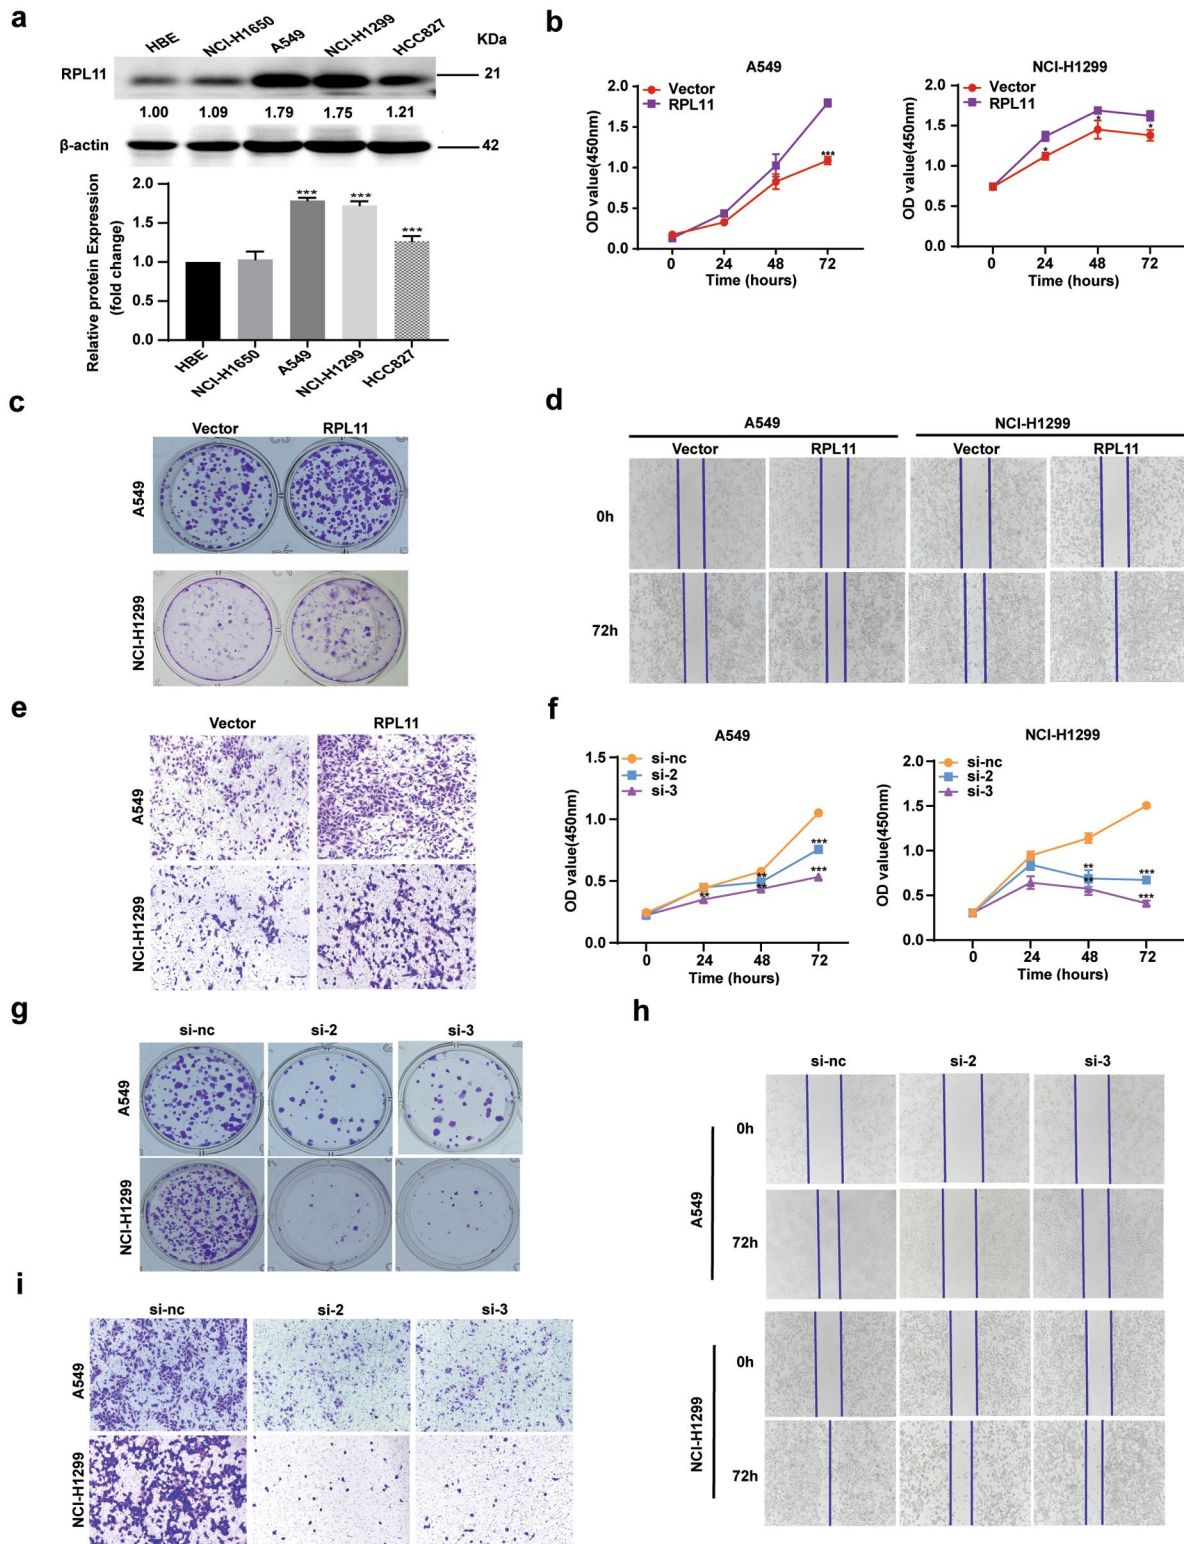 a
HBE
NCI-H1650
A549
NCI-H1299
HCC827
KDa
RPL11
21
1.00 1.09 1.79 1.75 1.21
β-actin
42
Relative protein Expression
(fold change)
2.0
1.5
1.0
0.5
0.0
***
***
***
HBE
NCI-H1650
A549
NCI-H1299
HCC827
b
A549
Vector
RPL11
OD value(450nm)
2.0
1.5
1.0
0.5
0.0
***
0 24 48 72
Time (hours)
NCI-H1299
Vector
RPL11
OD value(450nm)
2.0
1.5
1.0
0.5
0.0
*
*
*
0 24 48 72
Time (hours)
c
Vector RPL11
A549
NCI-H1299
d
A549 NCI-H1299
Vector RPL11 Vector RPL11
0h
72h
e
Vector RPL11
A549
NCI-H1299
f
A549
si-nc
si-2
si-3
OD value(450nm)
1.5
1.0
0.5
0.0
**
**
**
***
***
0 24 48 72
Time (hours)
NCI-H1299
si-nc
si-2
si-3
OD value(450nm)
2.0
1.5
1.0
0.5
0.0
**
**
***
***
0 24 48 72
Time (hours)
g
si-nc si-2 si-3
A549
NCI-H1299
h
si-nc si-2 si-3
A549
0h
72h
NCI-H1299
0h
72h
i
si-nc si-2 si-3
A549
NCI-H1299